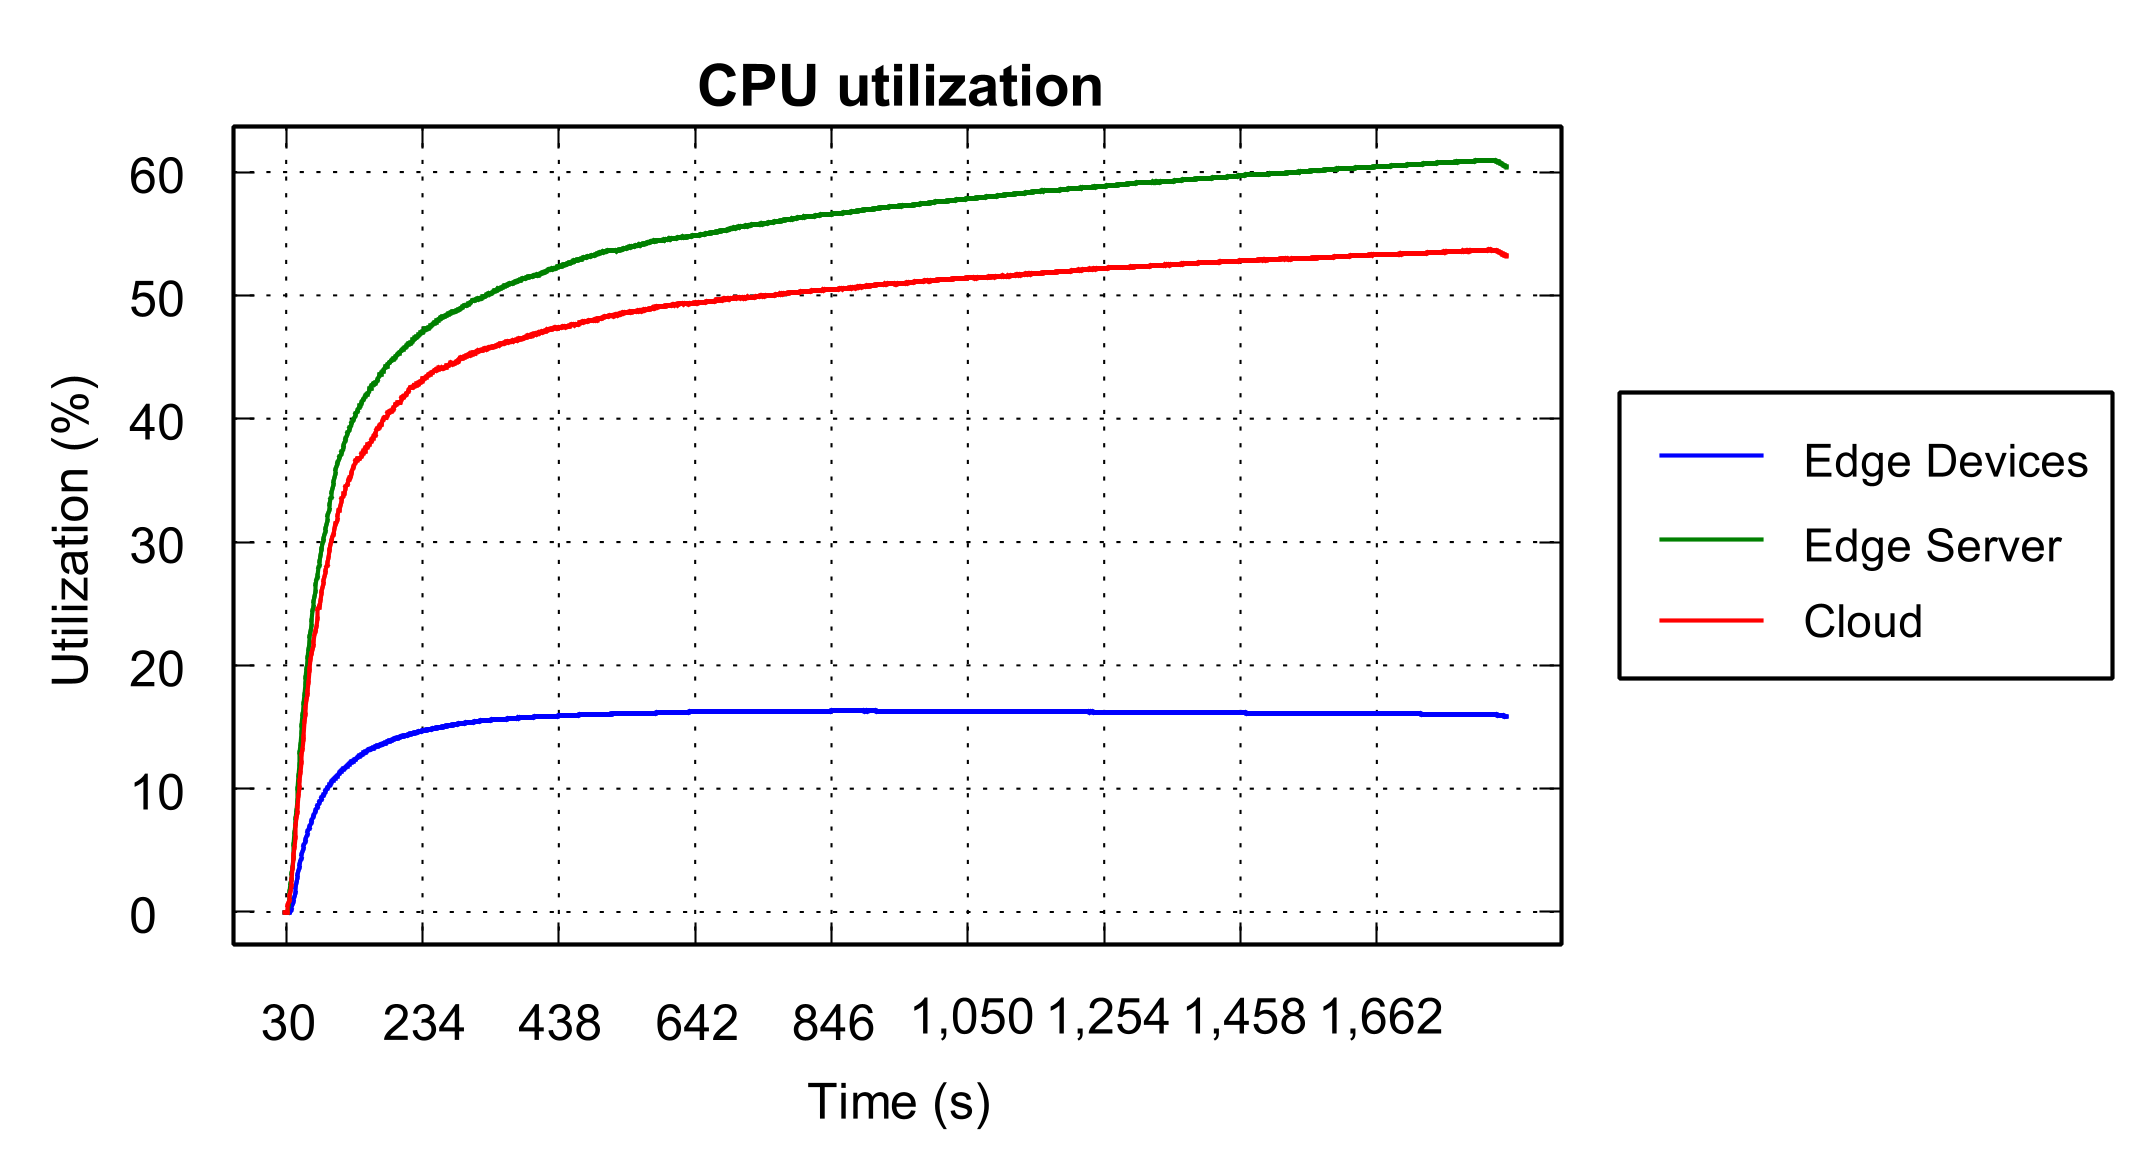 CPU utilization
60
50
40
30
20
10
0
Utilization (%)
30 234 438 642 846 1,050 1,254 1,458 1,662
Time (s)
Edge Devices
Edge Server
Cloud